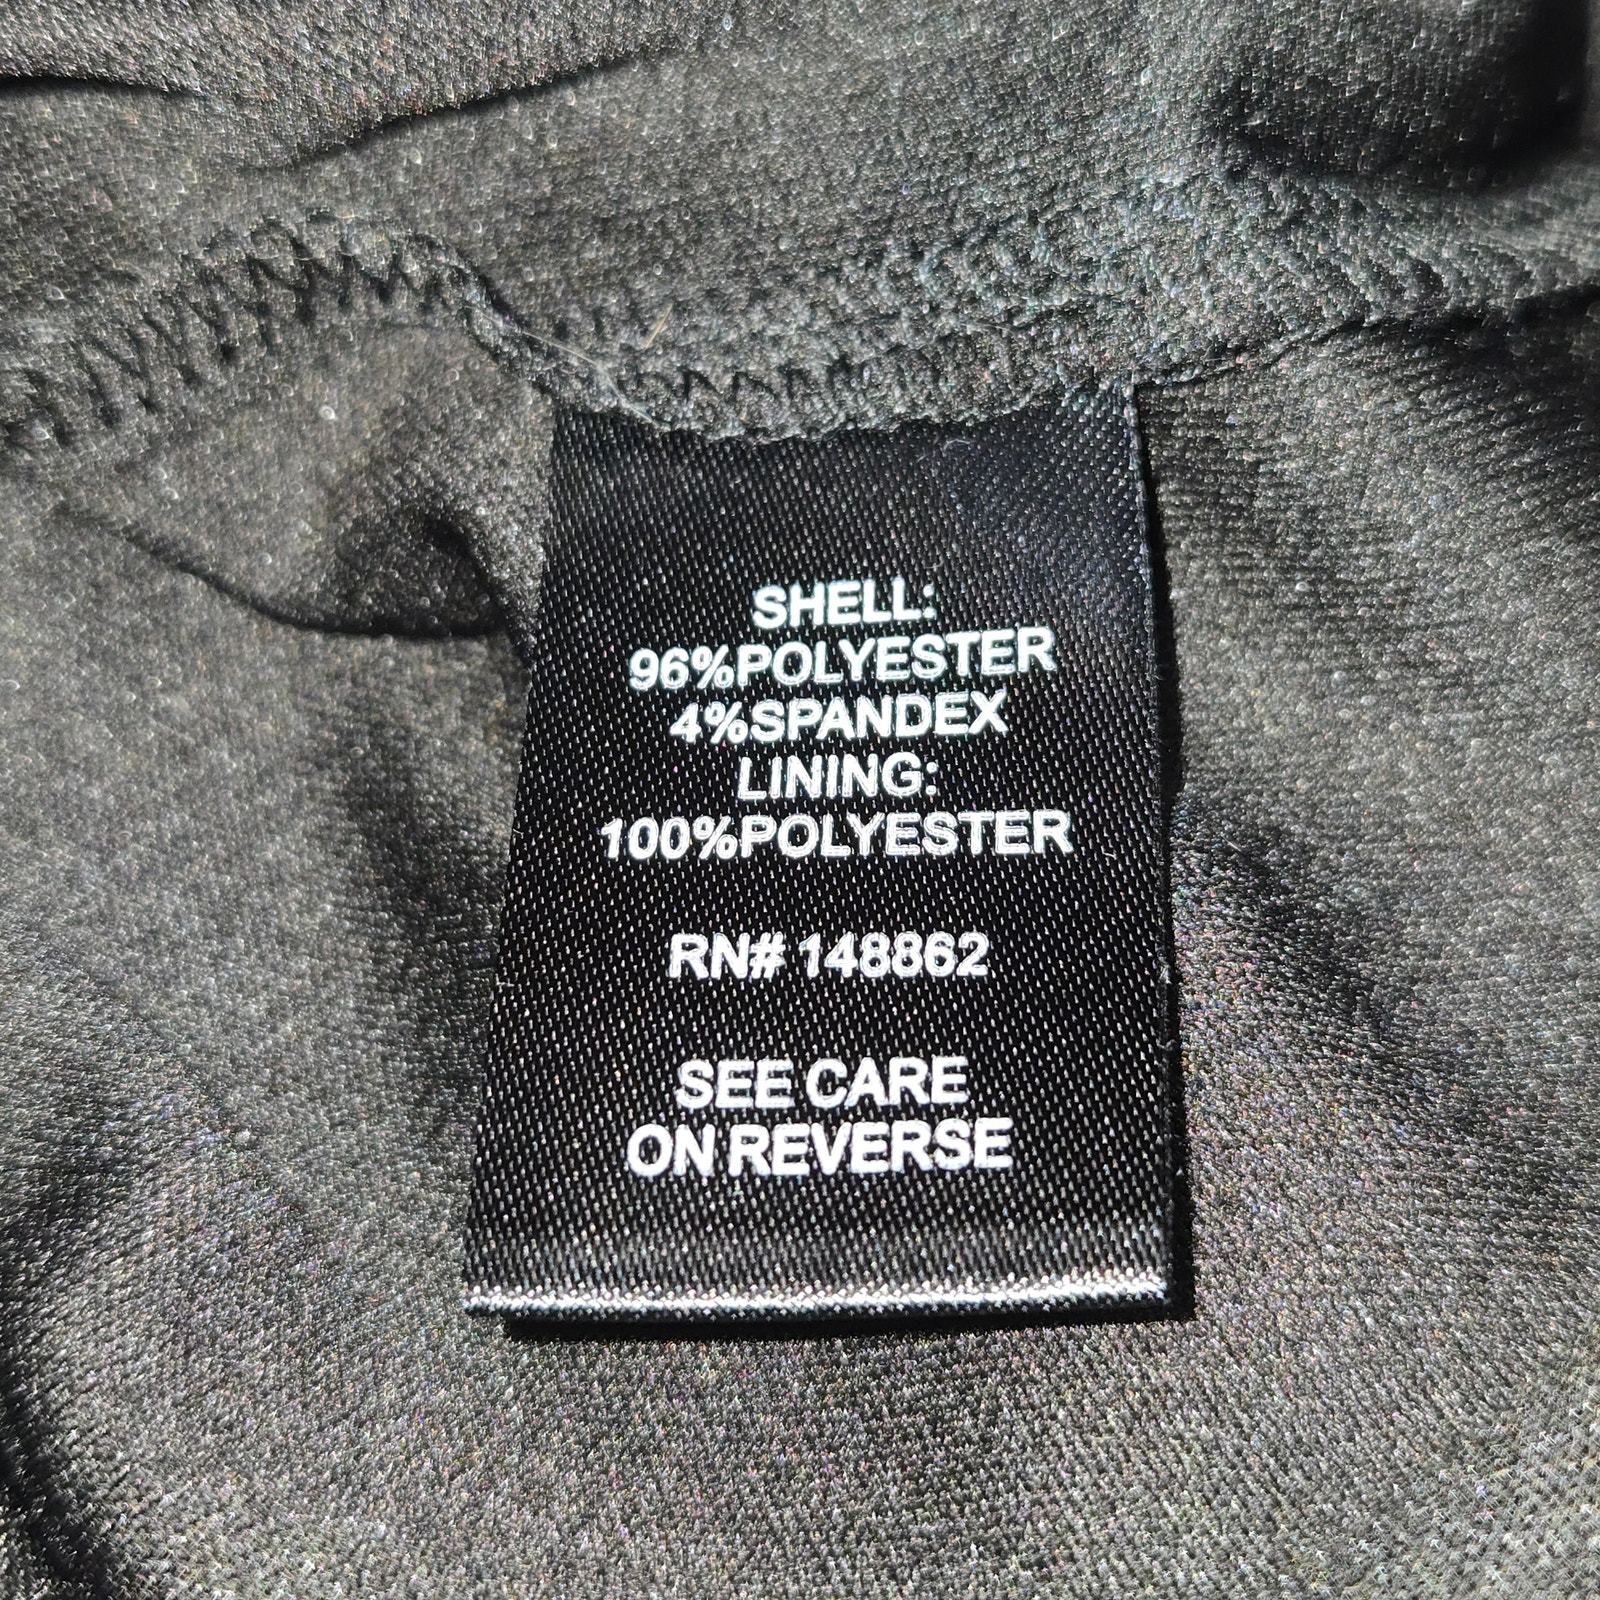 SHELL:
96%POLYESTER
4%SPANDEX
LINING:
100%POLYESTER
RN# 148862
SEE CARE
ON REVERSE